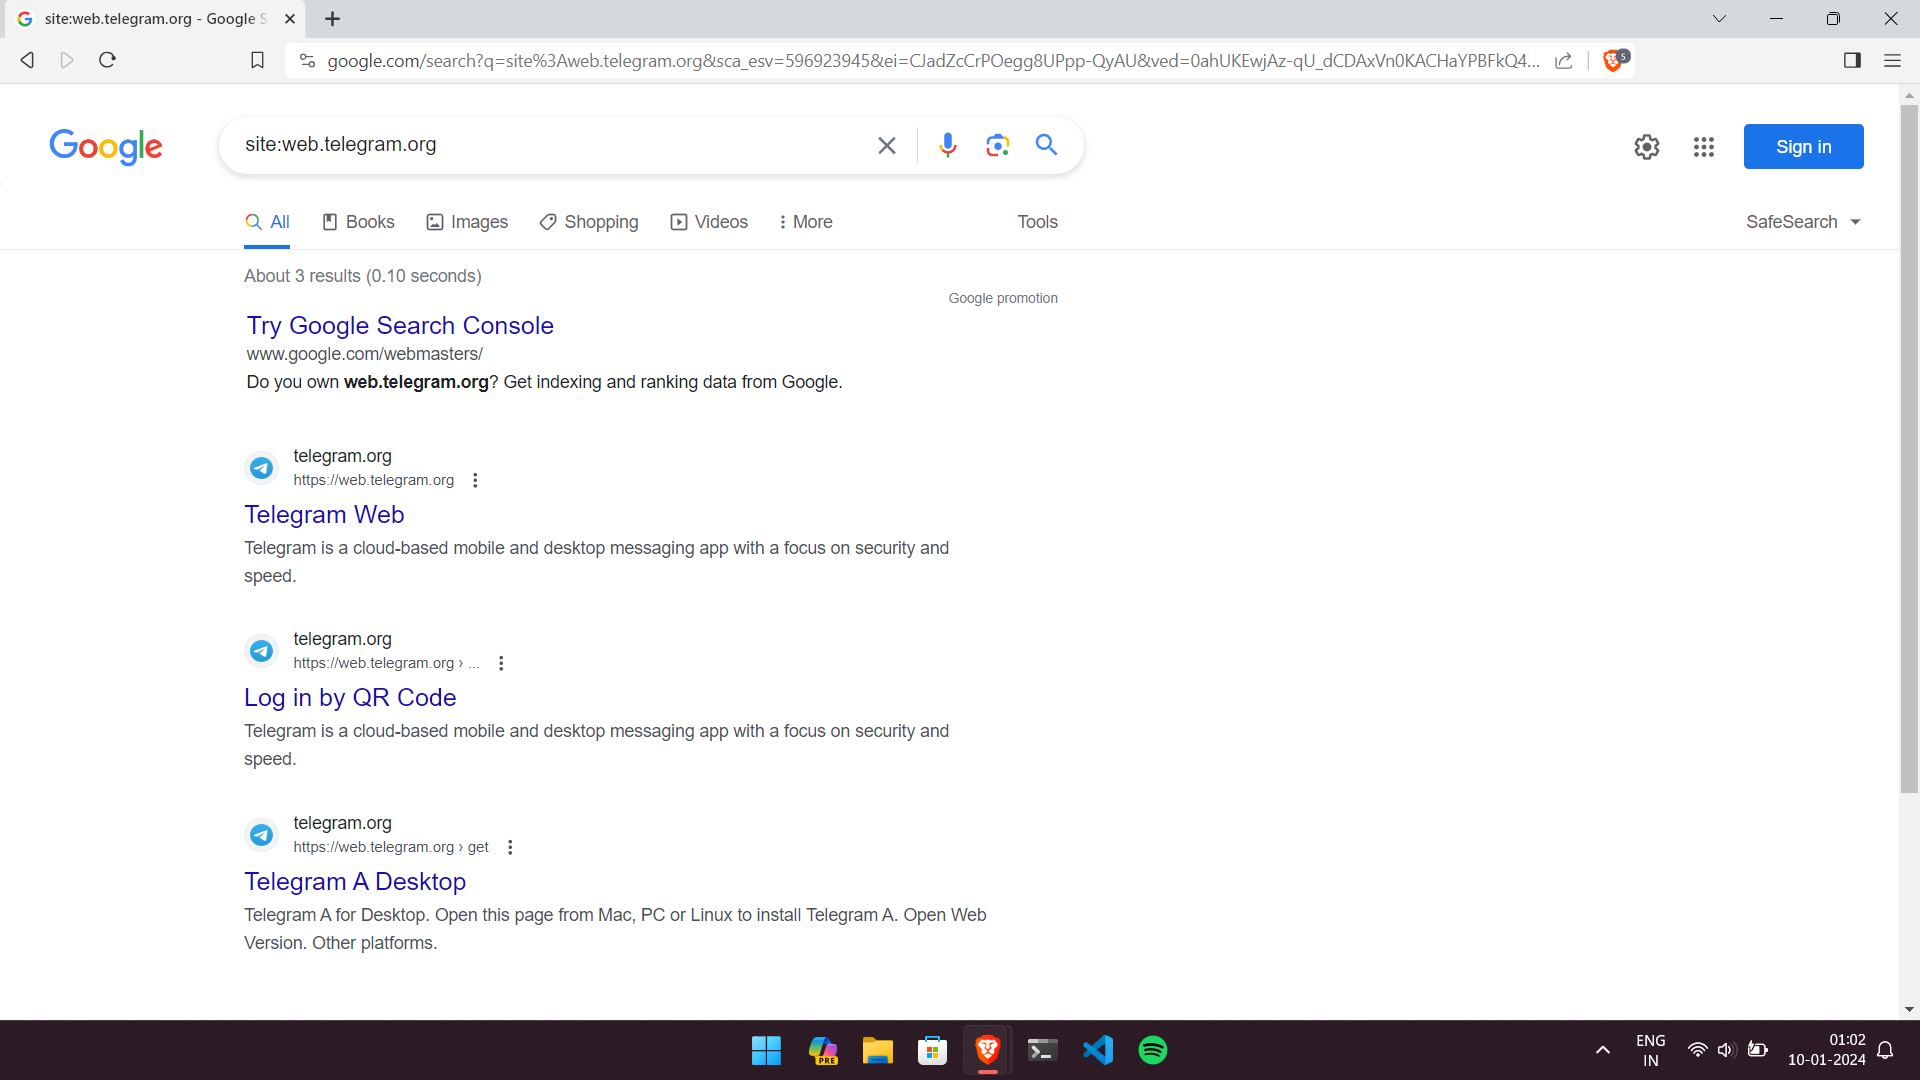 site:web.telegram.org - Google S
google.com/search?q=site%3Aweb.telegram.org&sca_esv=596923945&ei=CJadZcCrPOegg8UPpp-QyAU&ved=0ahUKEwjAz-qU_dCDAxVn0KACHaYPBFkQ4...
5
Google
site:web.telegram.org
Sign in
All
Books
Images
Shopping
Videos
More
Tools
SafeSearch
About 3 results (0.10 seconds)
Google promotion
Try Google Search Console
www.google.com/webmasters/
Do you own web.telegram.org? Get indexing and ranking data from Google.
telegram.org
https://web.telegram.org
Telegram Web
Telegram is a cloud-based mobile and desktop messaging app with a focus on security and
speed.
telegram.org
https://web.telegram.org › ...
Log in by QR Code
Telegram is a cloud-based mobile and desktop messaging app with a focus on security and
speed.
telegram.org
https://web.telegram.org › get
Telegram A Desktop
Telegram A for Desktop. Open this page from Mac, PC or Linux to install Telegram A. Open Web
Version. Other platforms.
PRE
ENG
IN
01:02
10-01-2024